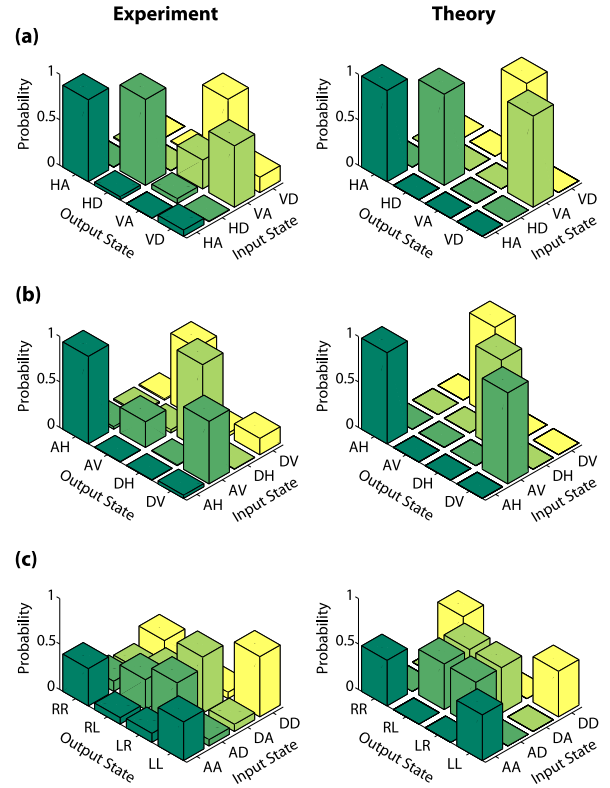 Experiment Theory
(a)
Probability
1
0.5
0
HA
HD
VA
VD
Output State
HA
HD
VA
VD
Input State
Probability
1
0.5
0
HA
HD
VA
VD
Output State
HA
HD
VA
VD
Input State
(b)
Probability
1
0.5
0
AH
AV
DH
DV
Output State
AH
AV
DH
DV
Input State
Probability
1
0.5
0
AH
AV
DH
DV
Output State
AH
AV
DH
DV
Input State
(c)
Probability
1
0.5
0
RR
RL
LR
LL
Output State
AA
AD
DA
DD
Input State
Probability
1
0.5
0
RR
RL
LR
LL
Output State
AA
AD
DA
DD
Input State